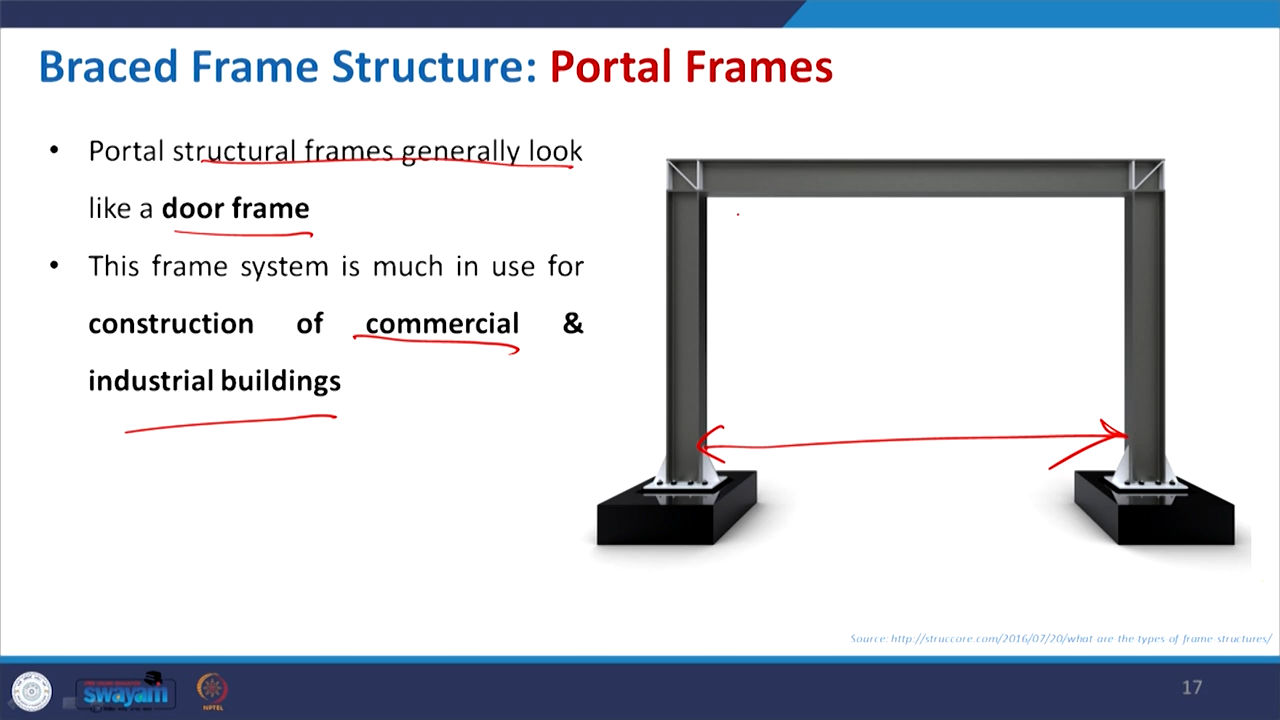 Braced Frame Structure: Portal Frames
• Portal structural frames generally look
like a door frame
• This frame system is much in use for
construction of commercial &
industrial buildings
Source: http://struccore.com/2016/07/20/what-are-the-types-of-frame-structures/
swayam
NPTEL
17